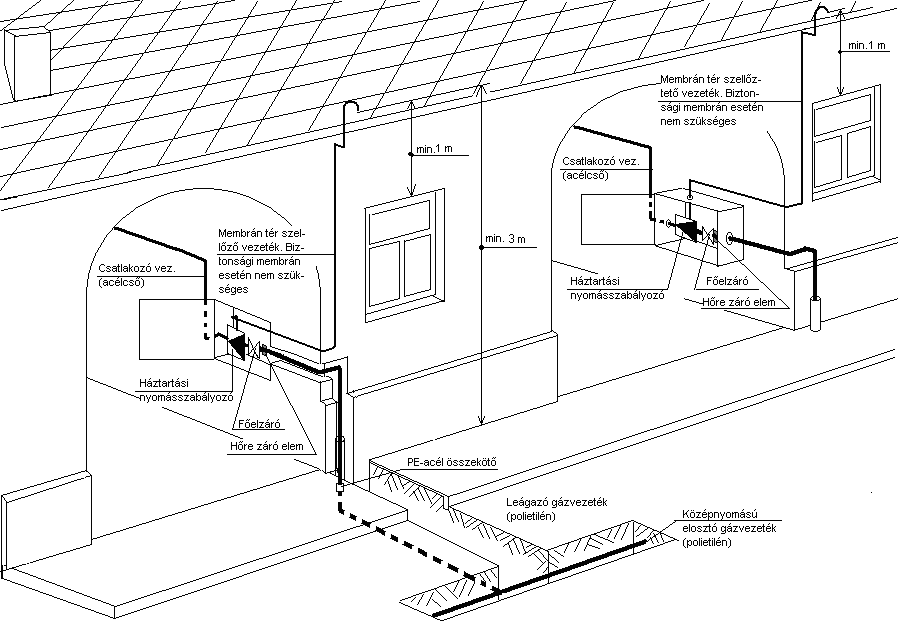 min.1 m
Membrán tér szellőz-
tető vezeték. Bizton-
sági membrán esetén
nem szükséges
min.1 m
Csatlakozó vez.
(acélcső)
Membrán tér szel-
lőző vezeték. Biz-
tonsági membrán
esetén nem szük-
séges
min. 3 m
Csatlakozó vez.
(acélcső)
Háztartási
nyomásszabályozó
Főelzáró
Hőre záró elem
Háztartási
nyomásszabályozó
Főelzáró
Hőre záró elem
PE-acél összekötő
Leágazó gázvezeték
(polietilén)
Középnyomású
elosztó gázvezeték
(polietilén)